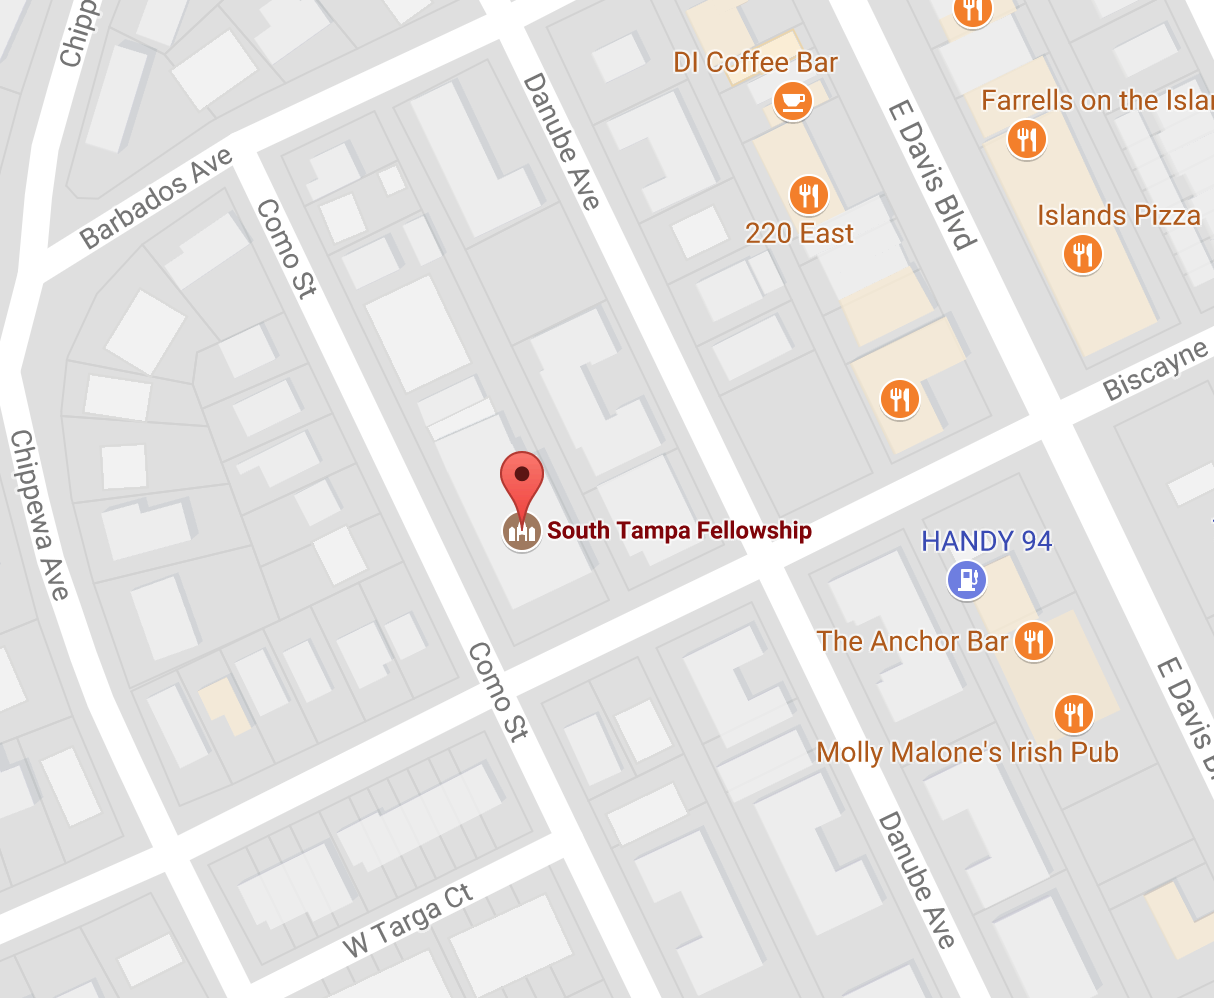 Chipp
DI Coffee Bar
Danube Ave
E Davis Blvd
Farrells on the Islar
Barbados Ave
Como St
220 East
Islands Pizza
Biscayne
Chippewa Ave
South Tampa Fellowship
HANDY 94
The Anchor Bar
Como St
E Davis B
Molly Malone's Irish Pub
Danube Ave
W Targa Ct